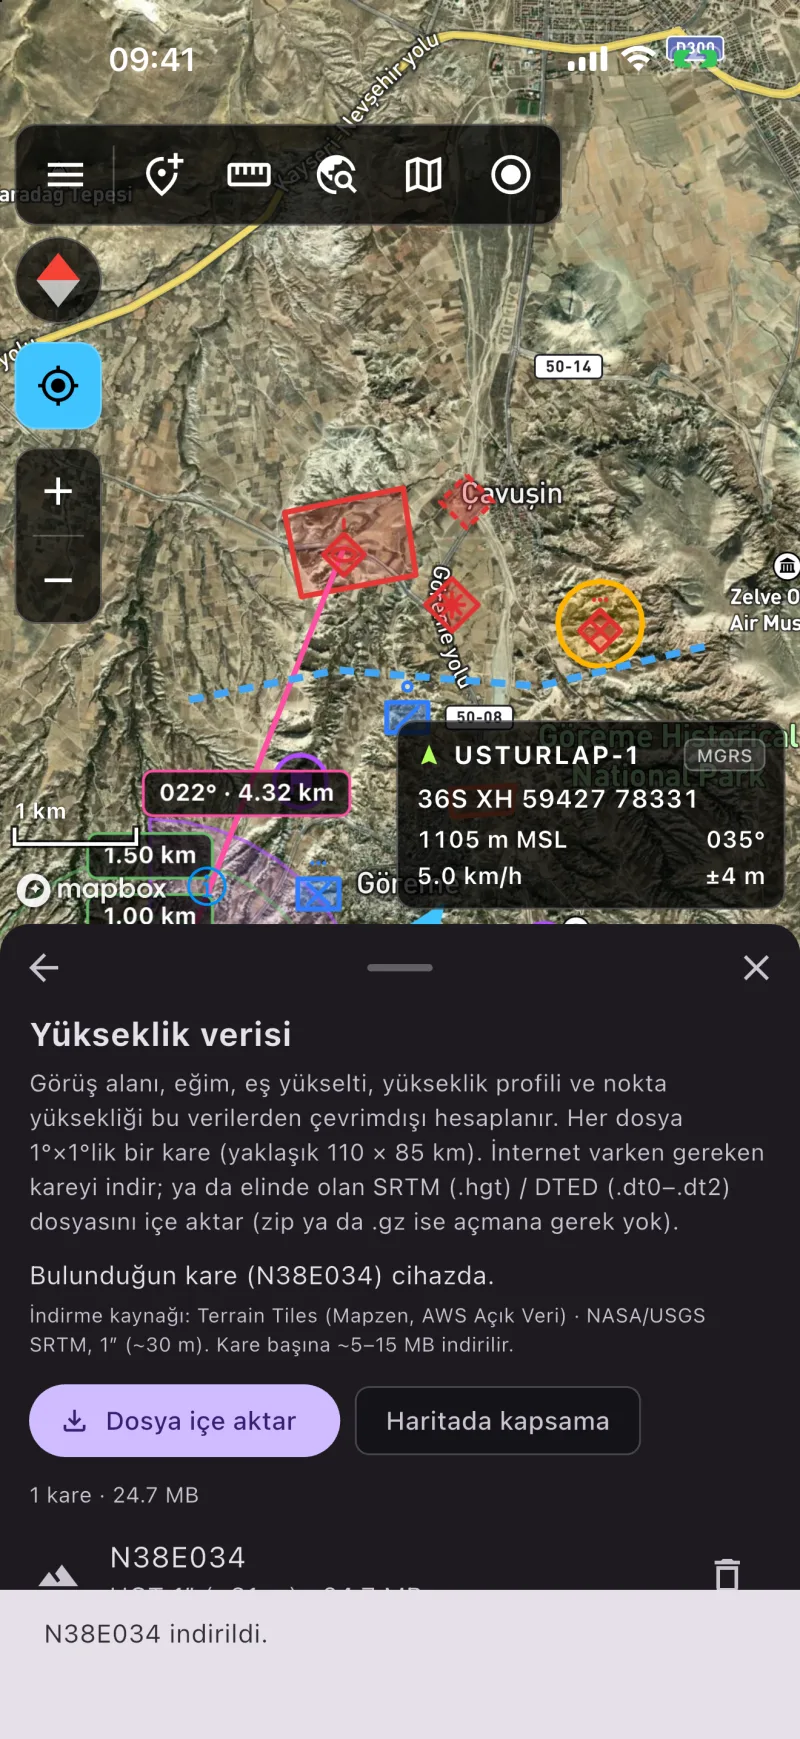 09:41
D300
Kayseri Nevşehir yolu
aradağ Tepesi
yolu
50-14
Çavuşin
Göreme yolu
Zelve O
Air Mus
50-08
Göreme Historical
National Park
USTURLAP-1
MGRS
36S XH 59427 78331
1105 m MSL
035°
5.0 km/h
±4 m
022° · 4.32 km
1 km
1.50 km
mapbox
Göreme
1.00 km
Yükseklik verisi
Görüş alanı, eğim, eş yükselti, yükseklik profili ve nokta
yüksekliği bu verilerden çevrimdışı hesaplanır. Her dosya
1°×1°lik bir kare (yaklaşık 110 × 85 km). İnternet varken gereken
kareyi indir; ya da elinde olan SRTM (.hgt) / DTED (.dt0–.dt2)
dosyasını içe aktar (zip ya da .gz ise açmana gerek yok).
Bulunduğun kare (N38E034) cihazda.
İndirme kaynağı: Terrain Tiles (Mapzen, AWS Açık Veri) · NASA/USGS
SRTM, 1″ (~30 m). Kare başına ~5–15 MB indirilir.
Dosya içe aktar
Haritada kapsama
1 kare · 24.7 MB
N38E034
N38E034 indirildi.